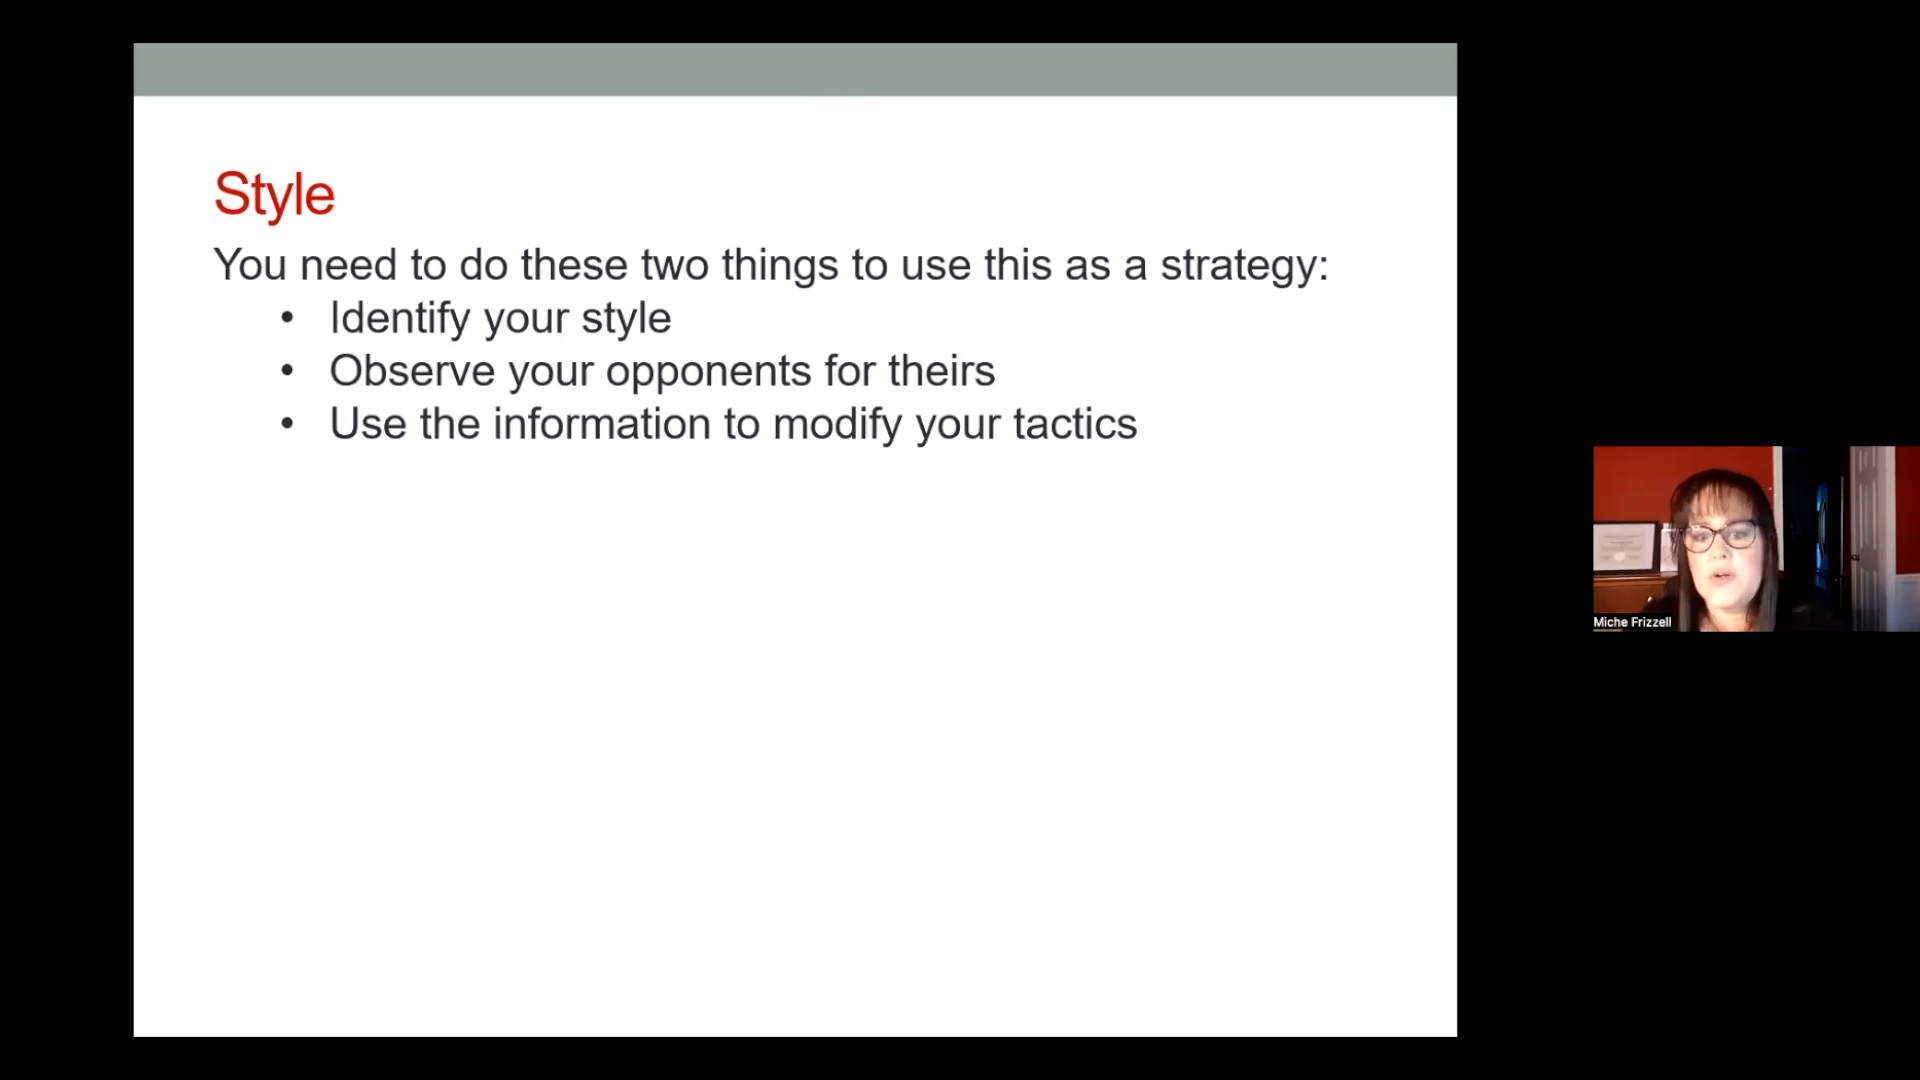 Style
You need to do these two things to use this as a strategy:
• Identify your style
• Observe your opponents for theirs
• Use the information to modify your tactics
Miche Frizzell